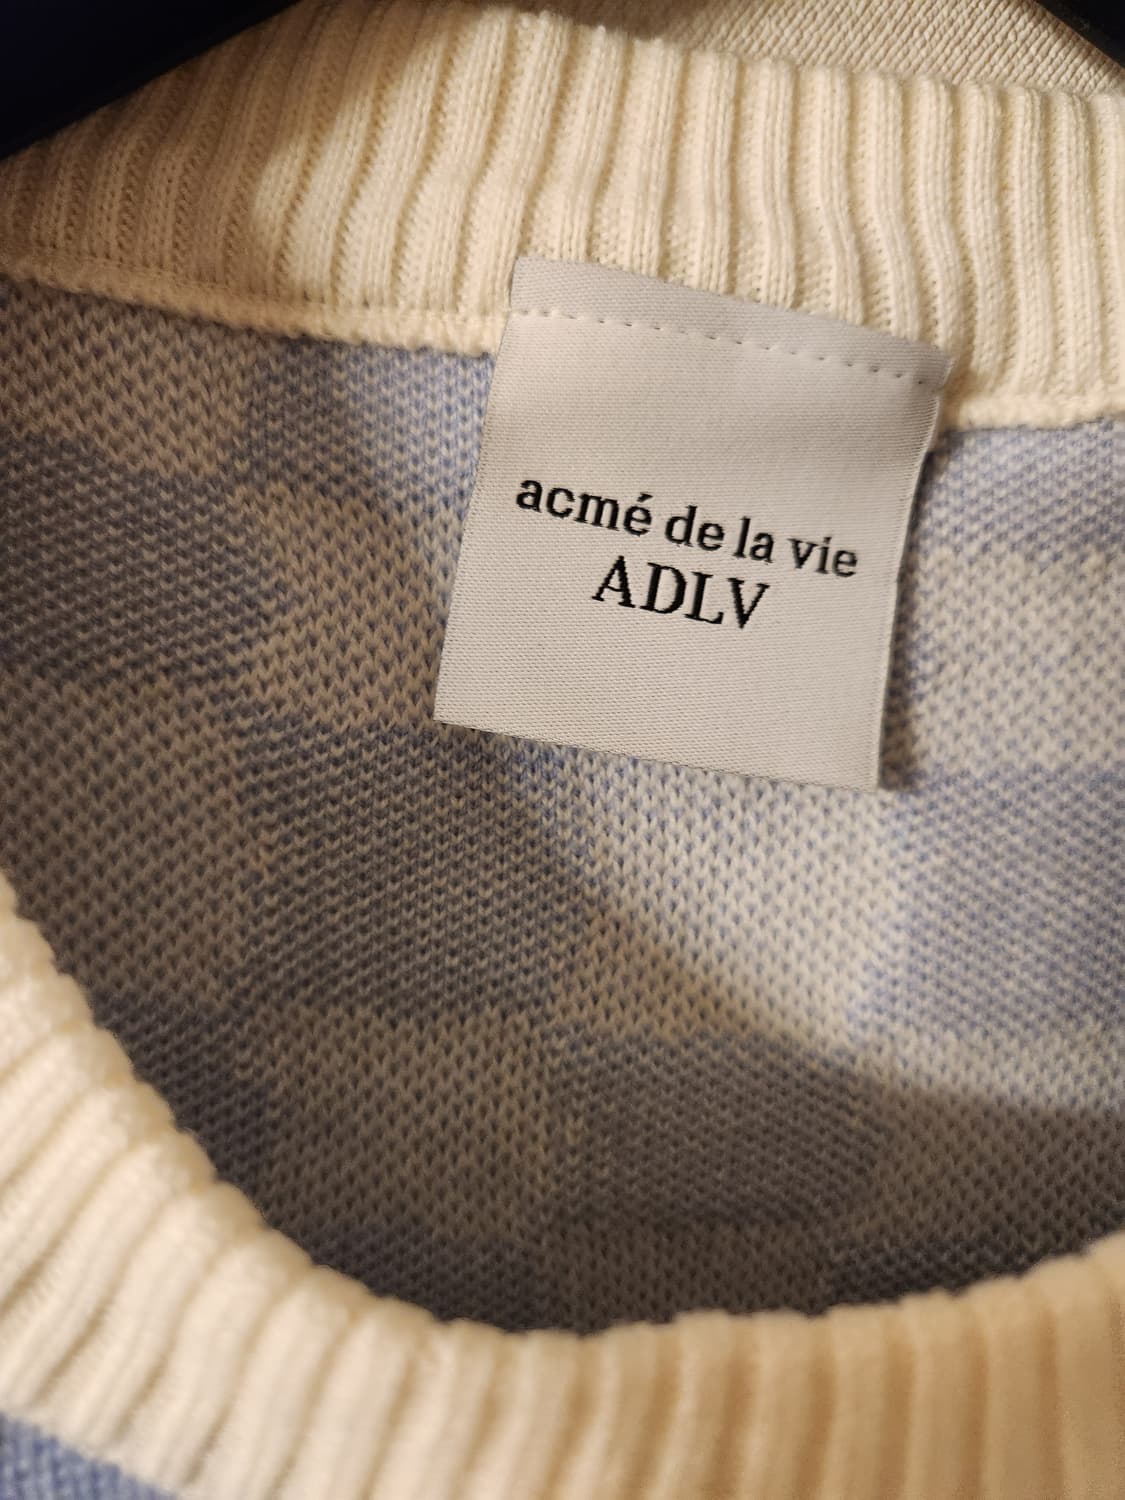 acmé de la vie
ADLV